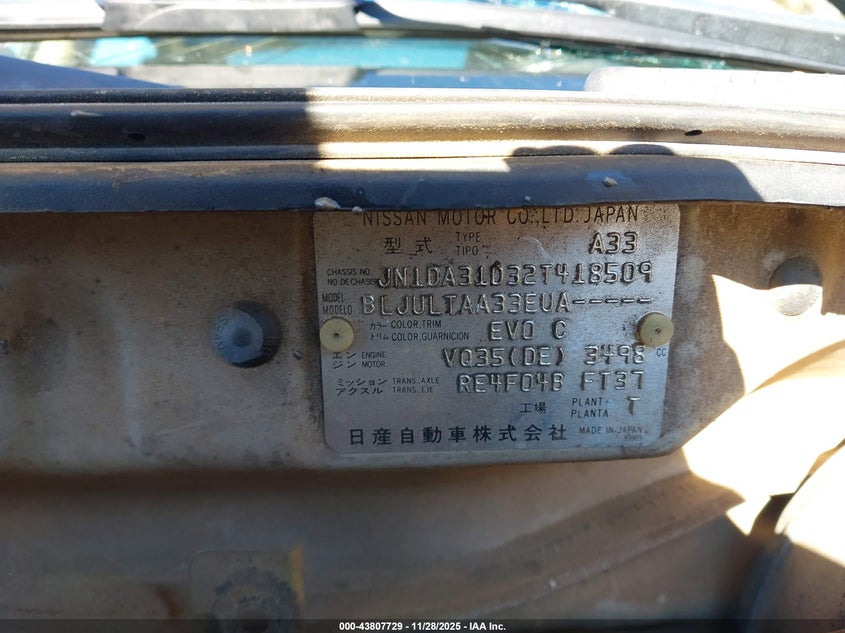 NISSAN MOTOR CO.,LTD.JAPAN
型式 TYPE TIPO A33
CHASSIS NO. NO.DECHASIS JN1DA31D32T418509
MODEL MODELO BLJULTAA33EUA-----
カラー トリム COLOR,TRIM COLOR,GUARNICION EV0 C
エンジン ENGINE MOTOR VQ35(DE) 3498 CC
ミッション アクスル TRANS.,AXLE TRANS.,EJE RE4F04B FT37
工場 PLANT PLANTA T
日産自動車株式会社 MADE IN JAPAN
000-43807729 - 11/28/2025 - IAA Inc.